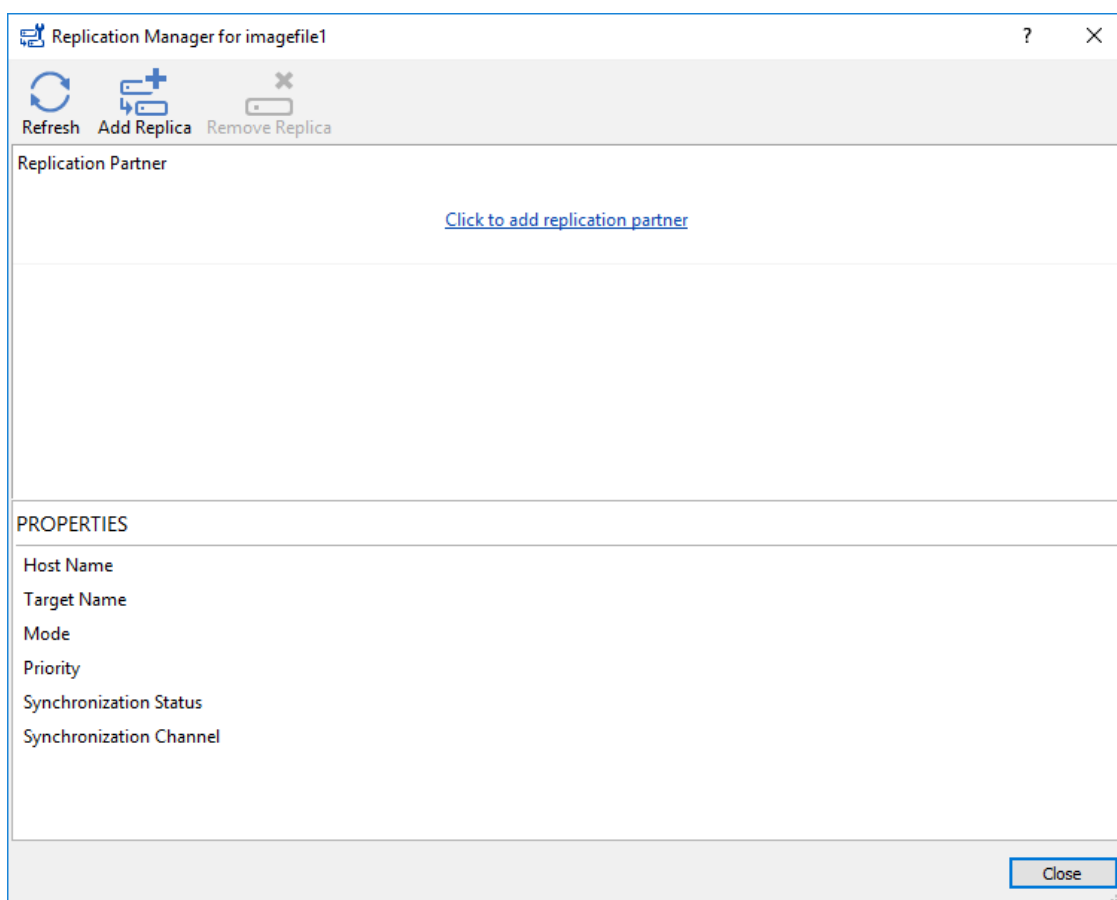 Replication Manager for imagefile1 ?
Refresh Add Replica Remove Replica
Replication Partner
Click to add replication partner
PROPERTIES
Host Name
Target Name
Mode
Priority
Synchronization Status
Synchronization Channel
Close